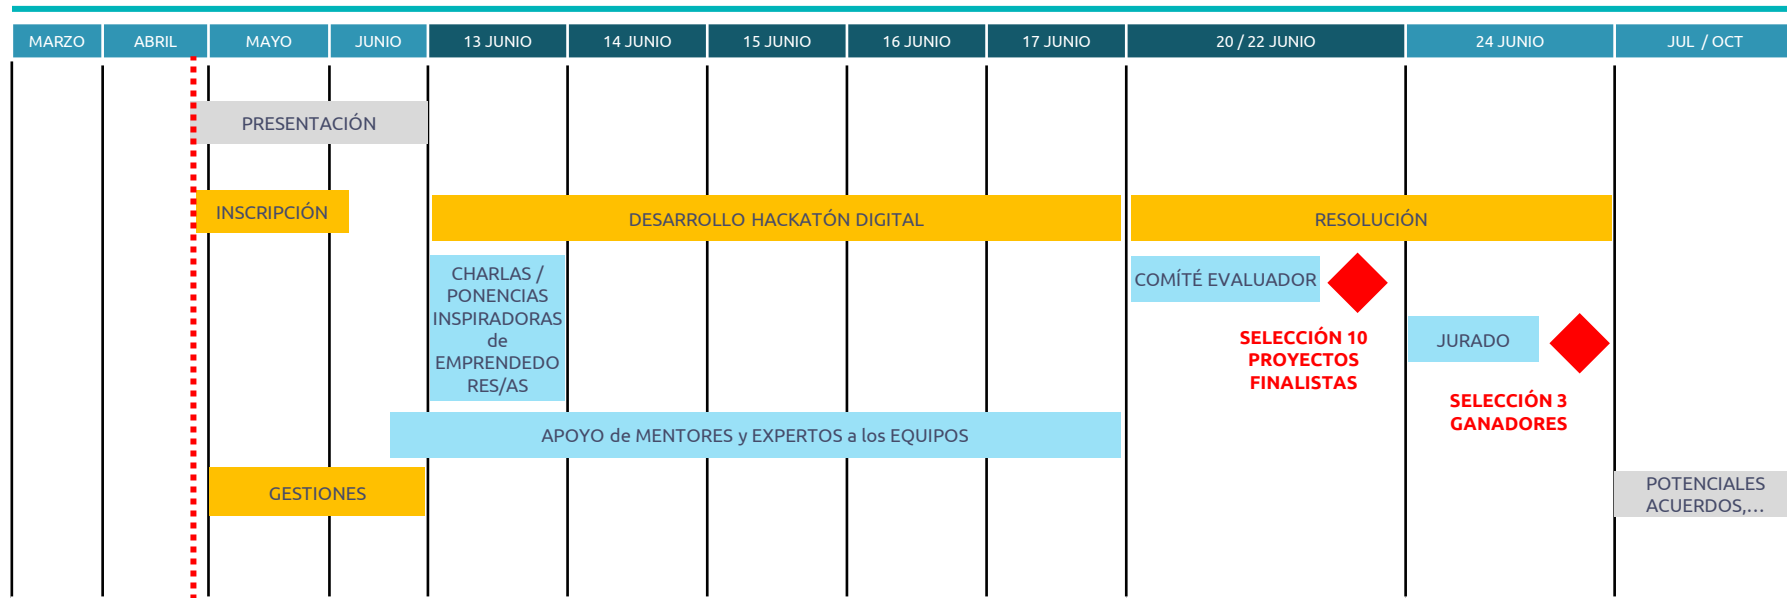 MARZO
ABRIL
MAYO
JUNIO
13 JUNIO
14 JUNIO
15 JUNIO
16 JUNIO
17 JUNIO
20 / 22 JUNIO
24 JUNIO
JUL / OCT
PRESENTACIÓN
INSCRIPCIÓN
DESARROLLO HACKATÓN DIGITAL
RESOLUCIÓN
CHARLAS /
PONENCIAS
INSPIRADORAS
de
EMPRENDEDO
RES/AS
COMÍTÉ EVALUADOR
SELECCIÓN 10
PROYECTOS
FINALISTAS
JURADO
SELECCIÓN 3
GANADORES
APOYO de MENTORES y EXPERTOS a los EQUIPOS
GESTIONES
POTENCIALES
ACUERDOS,...